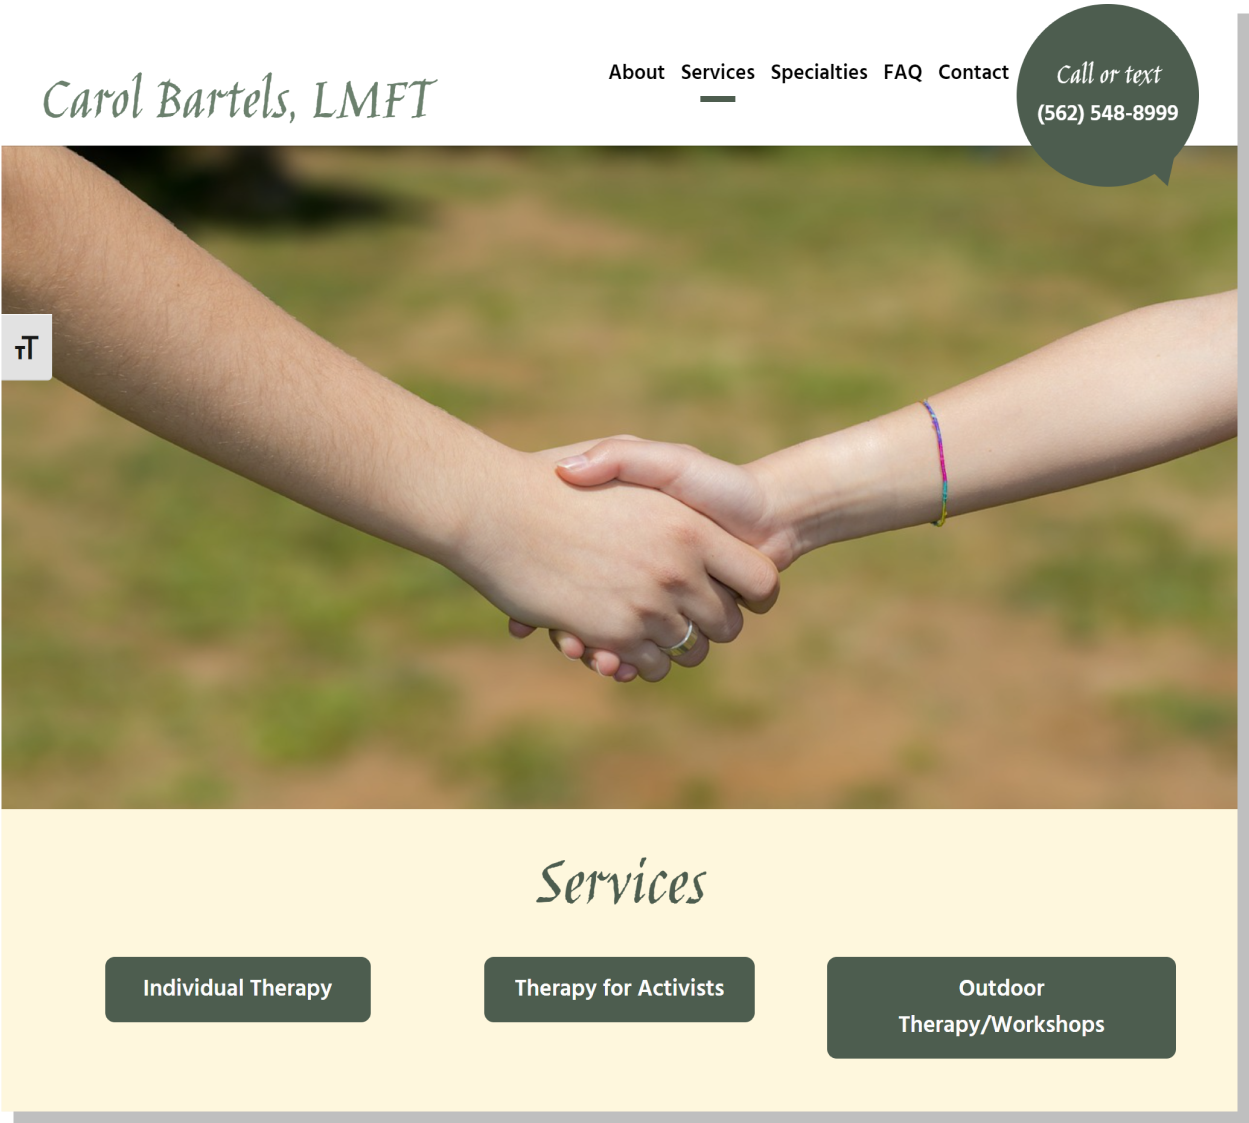 Carol Bartels, LMFT
About Services Specialties FAQ Contact
Call or text
(562) 548-8999
TT
Services
Individual Therapy
Therapy for Activists
Outdoor
Therapy/Workshops